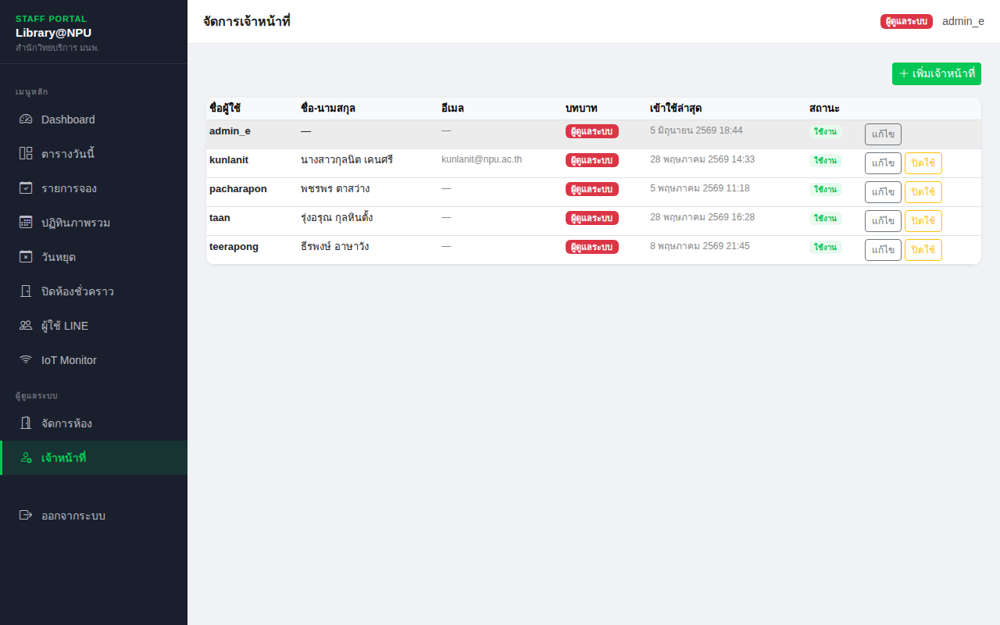 STAFF PORTAL
Library@NPU
สำนักวิทยบริการ มนพ.
เมนูหลัก
Dashboard
ตารางวันนี้
รายการจอง
ปฏิทินภาพรวม
วันหยุด
ปิดห้องชั่วคราว
ผู้ใช้ LINE
IoT Monitor
ผู้ดูแลระบบ
จัดการห้อง
เจ้าหน้าที่
ออกจากระบบ
จัดการเจ้าหน้าที่ ผู้ดูแลระบบ admin_e
+ เพิ่มเจ้าหน้าที่
ชื่อผู้ใช้ ชื่อ-นามสกุล อีเมล บทบาท เข้าใช้ล่าสุด สถานะ
admin_e — — ผู้ดูแลระบบ 5 มิถุนายน 2569 18:44 ใช้งาน แก้ไข
kunlanit นางสาวกุลนิต เคนศรี kunlanit@npu.ac.th ผู้ดูแลระบบ 28 พฤษภาคม 2569 14:33 ใช้งาน แก้ไข ปิดใช้
pacharapon พชรพร ตาสว่าง — ผู้ดูแลระบบ 5 พฤษภาคม 2569 11:18 ใช้งาน แก้ไข ปิดใช้
taan รุ่งอรุณ กุลหินตั้ง — ผู้ดูแลระบบ 28 พฤษภาคม 2569 16:28 ใช้งาน แก้ไข ปิดใช้
teerapong ธีรพงษ์ อาษาวัง — ผู้ดูแลระบบ 8 พฤษภาคม 2569 21:45 ใช้งาน แก้ไข ปิดใช้